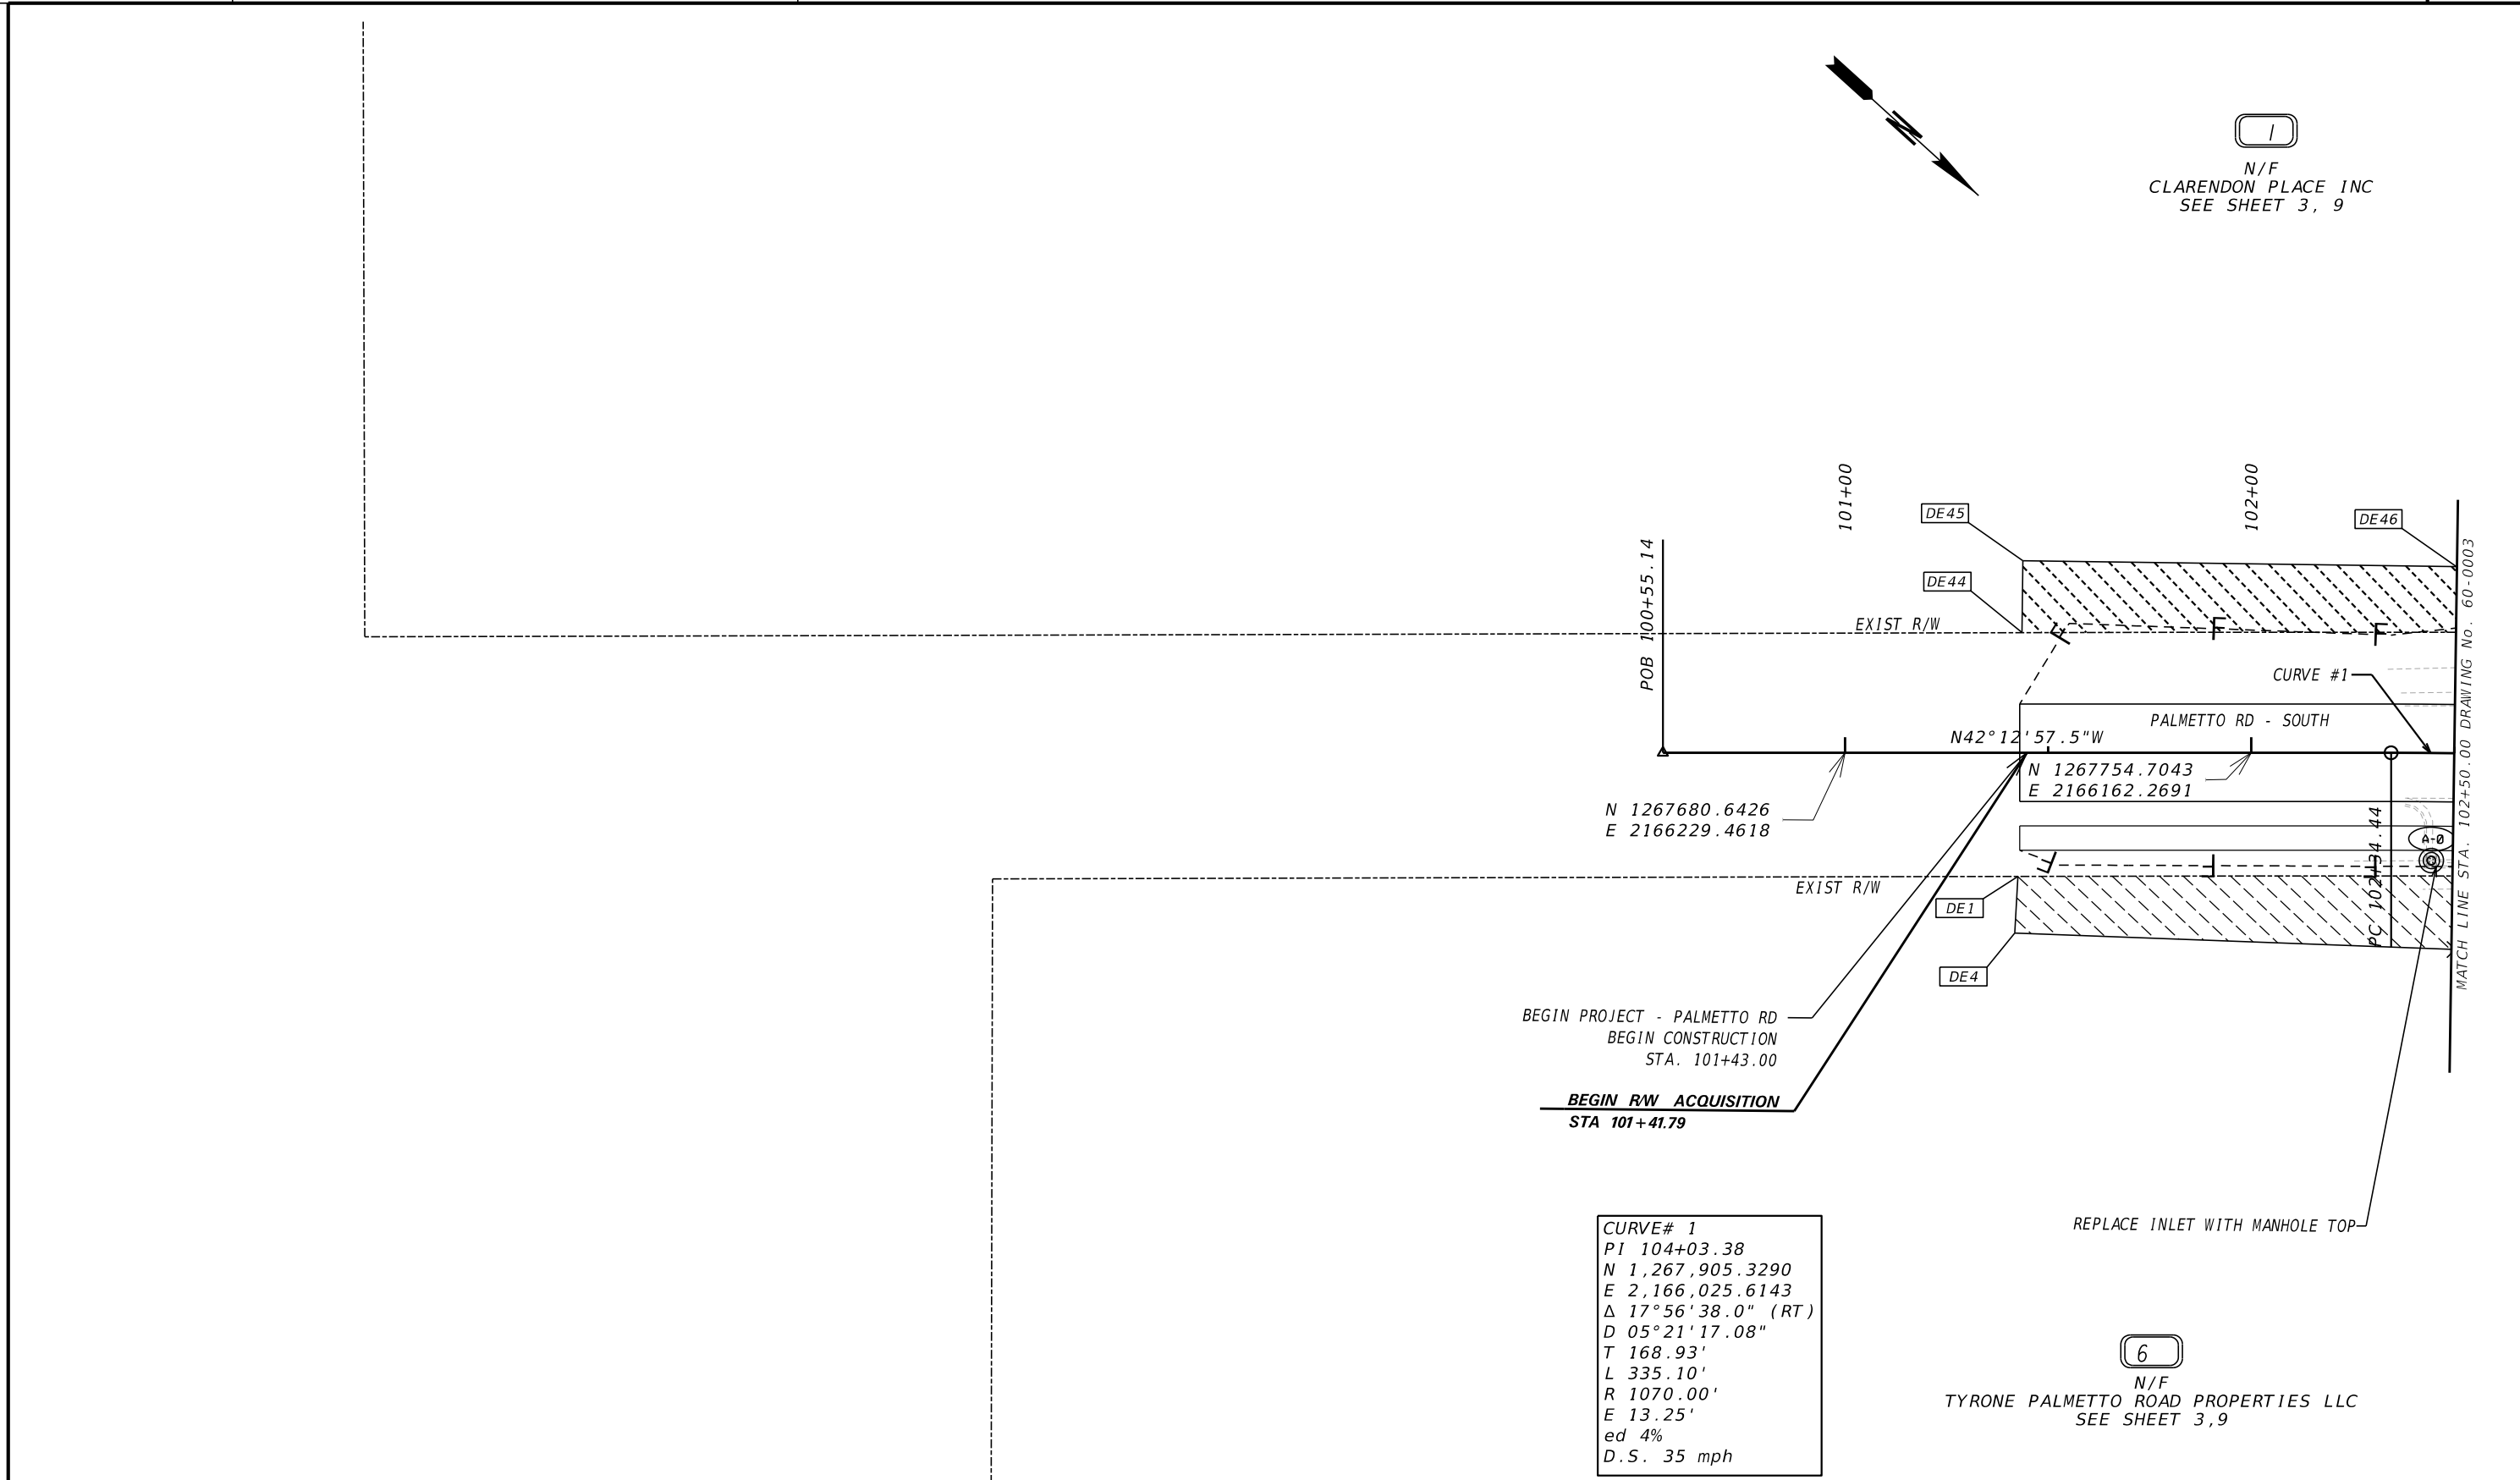 N
1
N/F
CLARENDON PLACE INC
SEE SHEET 3, 9
101+00
102+00
DE45
DE46
POB 100+55.14
DE44
EXIST R/W
CURVE #1
PALMETTO RD - SOUTH
N42°12'57.5"W
N 1267754.7043
E 2166162.2691
N 1267680.6426
E 2166229.4618
PC 102+34.44
A-0
MATCH LINE STA. 102+50.00 DRAWING No. 60-0003
EXIST R/W
DE1
DE4
BEGIN PROJECT - PALMETTO RD
BEGIN CONSTRUCTION
STA. 101+43.00
BEGIN R/W ACQUISITION
STA 101+41.79
REPLACE INLET WITH MANHOLE TOP
CURVE# 1
PI 104+03.38
N 1,267,905.3290
E 2,166,025.6143
Δ 17°56'38.0" (RT)
D 05°21'17.08"
T 168.93'
L 335.10'
R 1070.00'
E 13.25'
ed 4%
D.S. 35 mph
6
N/F
TYRONE PALMETTO ROAD PROPERTIES LLC
SEE SHEET 3,9